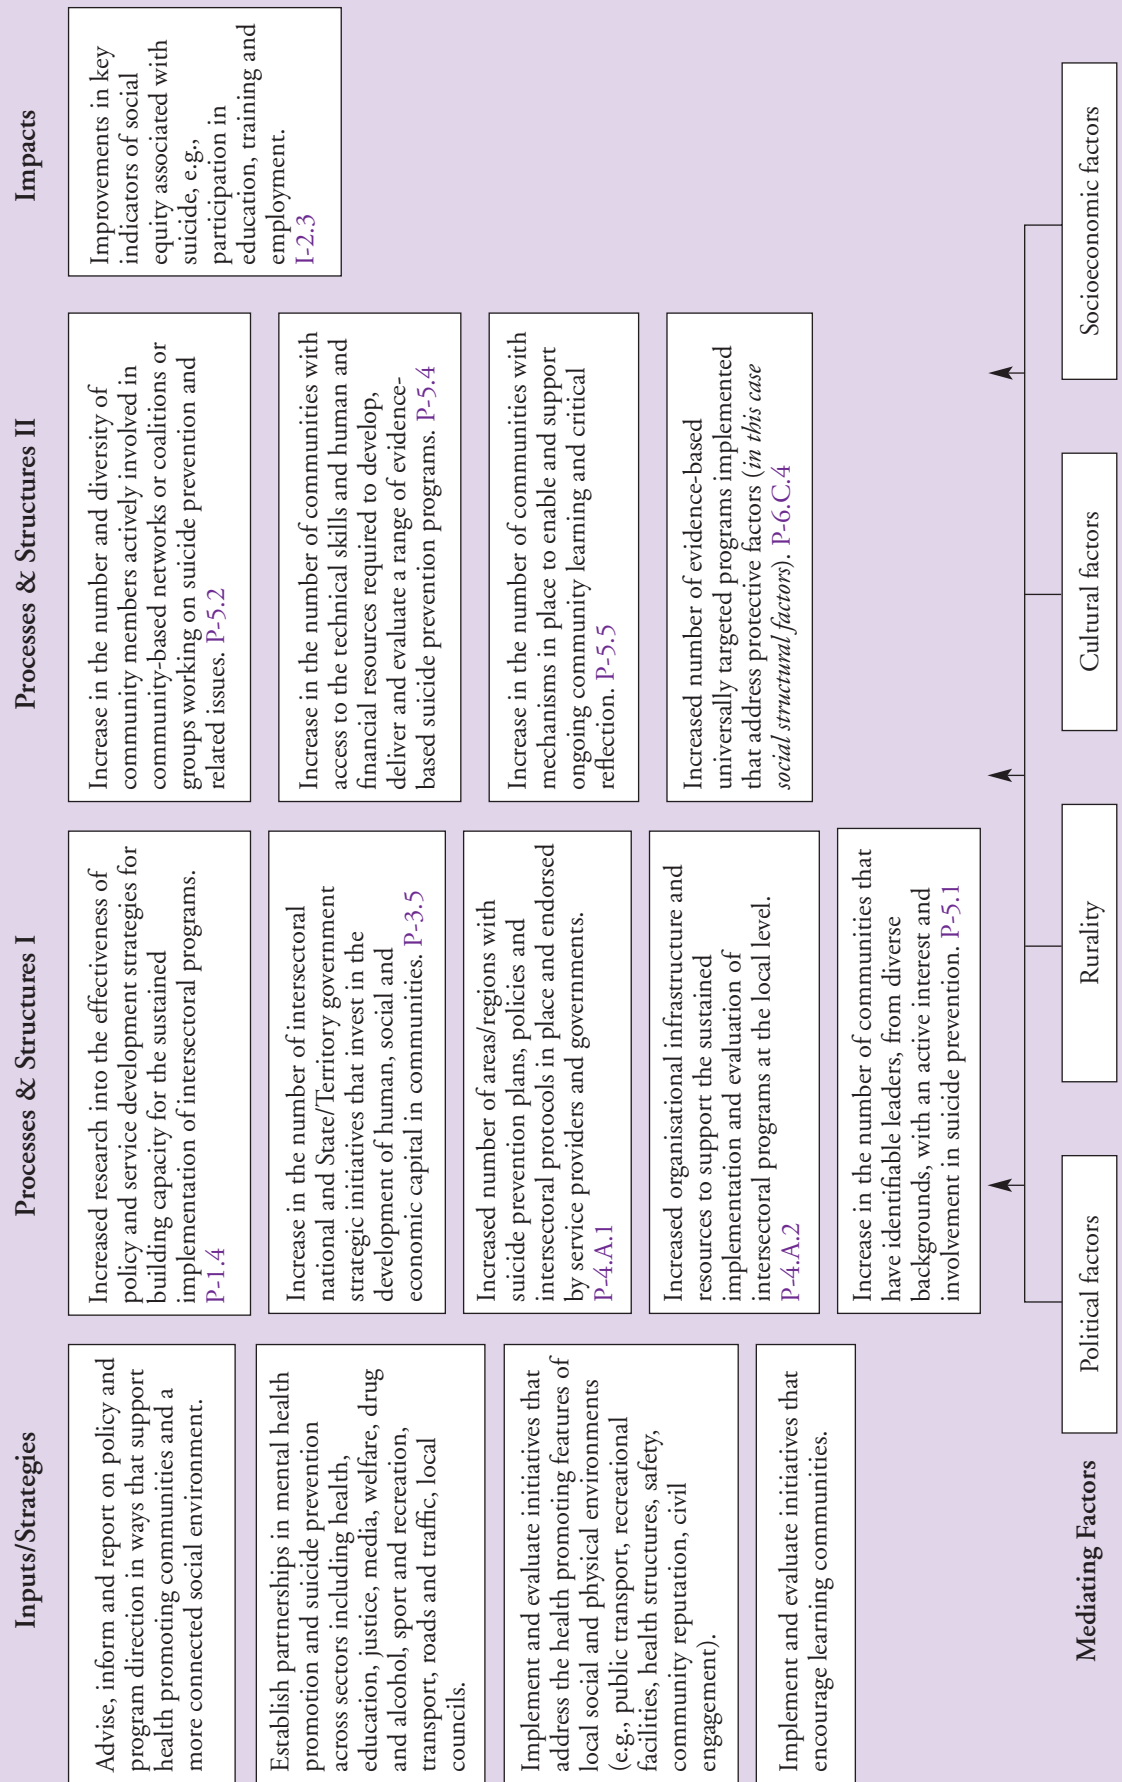 Inputs/Strategies
Advise, inform and report on policy and
program direction in ways that support
health promoting communities and a
more connected social environment.
Establish partnerships in mental health
promotion and suicide prevention
across sectors including health,
education, justice, media, welfare, drug
and alcohol, sport and recreation,
transport, roads and traffic, local
councils.
Implement and evaluate initiatives that
address the health promoting features of
local social and physical environments
(e.g., public transport, recreational
facilities, health structures, safety,
community reputation, civil
engagement).
Implement and evaluate initiatives that
encourage learning communities.
Processes & Structures I
Increased research into the effectiveness of
policy and service development strategies for
building capacity for the sustained
implementation of intersectoral programs.
P-1.4
Increase in the number of intersectoral
national and State/Territory government
strategic initiatives that invest in the
development of human, social and
economic capital in communities. P-3.5
Increased number of areas/regions with
suicide prevention plans, policies and
intersectoral protocols in place and endorsed
by service providers and governments.
P-4.A.1
Increased organisational infrastructure and
resources to support the sustained
implementation and evaluation of
intersectoral programs at the local level.
P-4.A.2
Increase in the number of communities that
have identifiable leaders, from diverse
backgrounds, with an active interest and
involvement in suicide prevention. P-5.1
Processes & Structures II
Increase in the number and diversity of
community members actively involved in
community-based networks or coalitions or
groups working on suicide prevention and
related issues. P-5.2
Increase in the number of communities with
access to the technical skills and human and
financial resources required to develop,
deliver and evaluate a range of evidence-
based suicide prevention programs. P-5.4
Increase in the number of communities with
mechanisms in place to enable and support
ongoing community learning and critical
reflection. P-5.5
Increased number of evidence-based
universally targeted programs implemented
that address protective factors (in this case
social structural factors). P-6.C.4
Impacts
Improvements in key
indicators of social
equity associated with
suicide, e.g.,
participation in
education, training and
employment.
I-2.3
Mediating Factors
Political factors
Rurality
Cultural factors
Socioeconomic factors